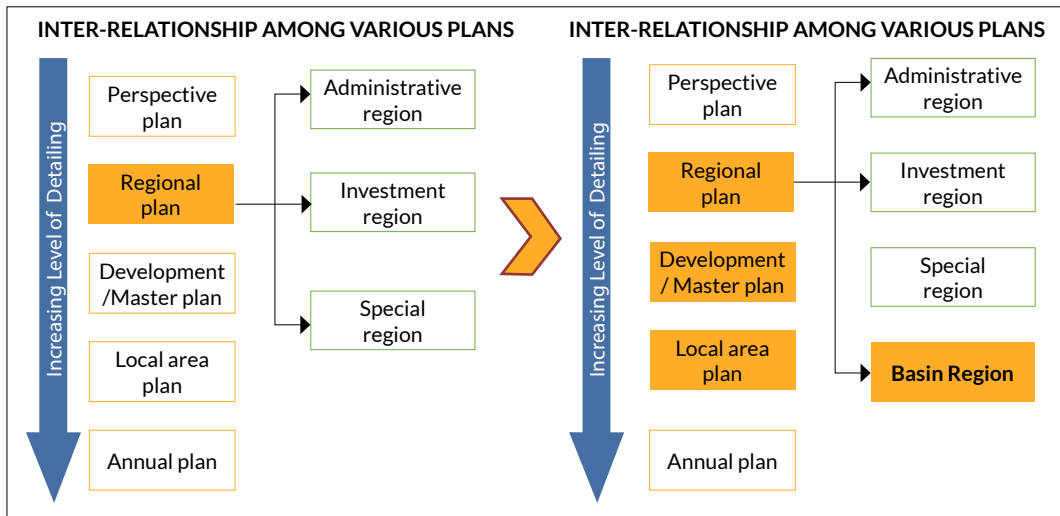 INTER-RELATIONSHIP AMONG VARIOUS PLANS
Increasing Level of Detailing
Perspective
plan
Regional
plan
Development
/Master plan
Local area
plan
Annual plan
Administrative
region
Investment
region
Special
region
INTER-RELATIONSHIP AMONG VARIOUS PLANS
Increasing Level of Detailing
Perspective
plan
Regional
plan
Development
/ Master plan
Local area
plan
Annual plan
Administrative
region
Investment
region
Special
region
Basin Region